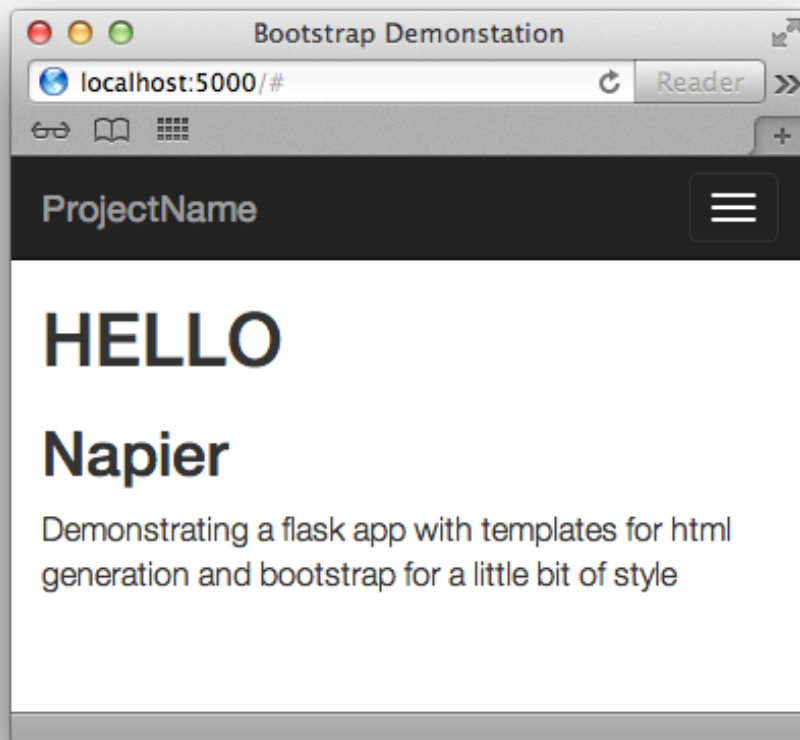 Bootstrap Demonstation
localhost:5000/#
Reader
ProjectName
HELLO
Napier
Demonstrating a flask app with templates for html
generation and bootstrap for a little bit of style